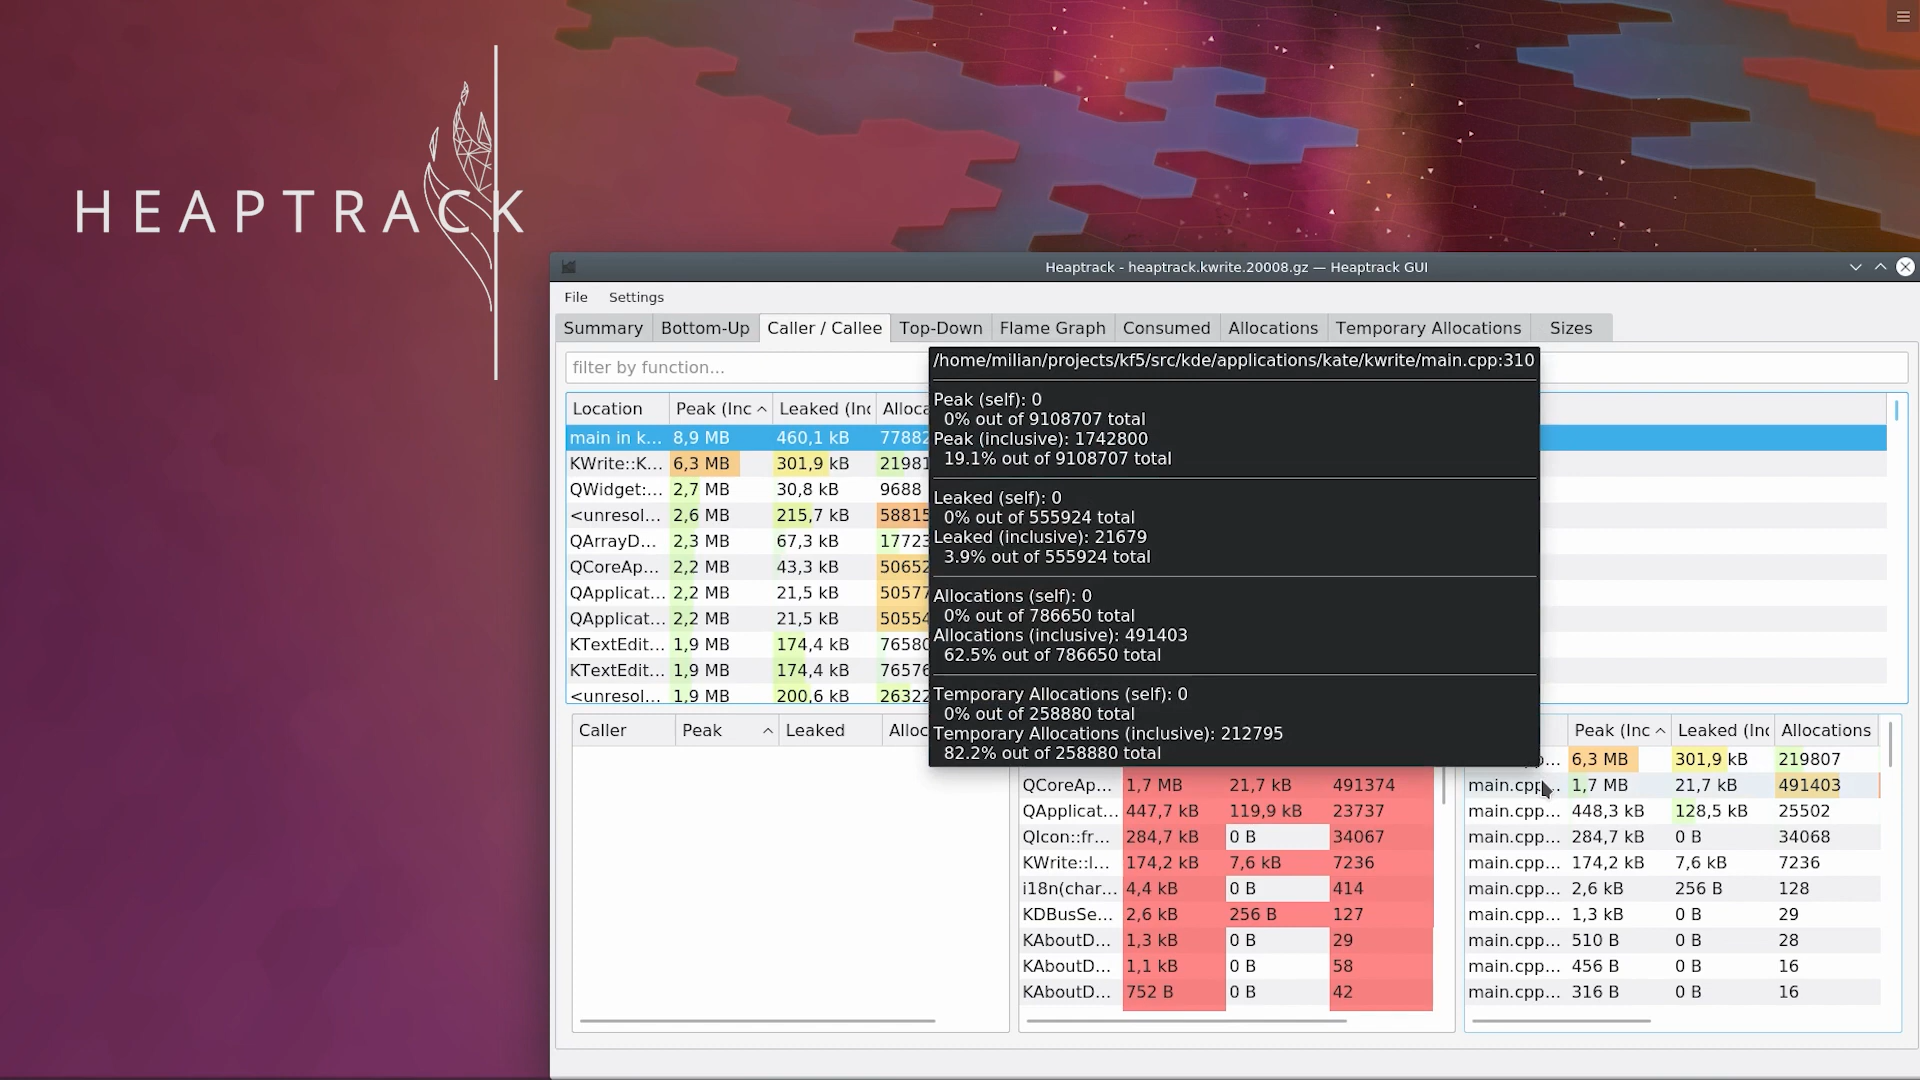 HEAPTRACK
Heaptrack - heaptrack.kwrite.20008.gz — Heaptrack GUI
File Settings
Summary Bottom-Up Caller / Callee Top-Down Flame Graph Consumed Allocations Temporary Allocations Sizes
filter by function...
Location Peak (Inc Leaked (Inc Alloca
main in k... 8,9 MB 460,1 kB 77882
KWrite::K... 6,3 MB 301,9 kB 21981
QWidget:... 2,7 MB 30,8 kB 9688
<unresol... 2,6 MB 215,7 kB 58815
QArrayD... 2,3 MB 67,3 kB 17723
QCoreAp... 2,2 MB 43,3 kB 50652
QApplicat... 2,2 MB 21,5 kB 50577
QApplicat... 2,2 MB 21,5 kB 50554
KTextEdit... 1,9 MB 174,4 kB 76580
KTextEdit... 1,9 MB 174,4 kB 76576
<unresol... 1,9 MB 200,6 kB 26322
/home/milian/projects/kf5/src/kde/applications/kate/kwrite/main.cpp:310
Peak (self): 0
0% out of 9108707 total
Peak (inclusive): 1742800
19.1% out of 9108707 total
Leaked (self): 0
0% out of 555924 total
Leaked (inclusive): 21679
3.9% out of 555924 total
Allocations (self): 0
0% out of 786650 total
Allocations (inclusive): 491403
62.5% out of 786650 total
Temporary Allocations (self): 0
0% out of 258880 total
Temporary Allocations (inclusive): 212795
82.2% out of 258880 total
Caller Peak Leaked Alloc
QCoreAp... 1,7 MB 21,7 kB 491374
QApplicat... 447,7 kB 119,9 kB 23737
QIcon::fr... 284,7 kB 0 B 34067
KWrite::l... 174,2 kB 7,6 kB 7236
i18n(char... 4,4 kB 0 B 414
KDBusSe... 2,6 kB 256 B 127
KAboutD... 1,3 kB 0 B 29
KAboutD... 1,1 kB 0 B 58
KAboutD... 752 B 0 B 42
Peak (Inc Leaked (Inc Allocations
6,3 MB 301,9 kB 219807
main.cpp... 1,7 MB 21,7 kB 491403
main.cpp... 448,3 kB 128,5 kB 25502
main.cpp... 284,7 kB 0 B 34068
main.cpp... 174,2 kB 7,6 kB 7236
main.cpp... 2,6 kB 256 B 128
main.cpp... 1,3 kB 0 B 29
main.cpp... 510 B 0 B 28
main.cpp... 456 B 0 B 16
main.cpp... 316 B 0 B 16